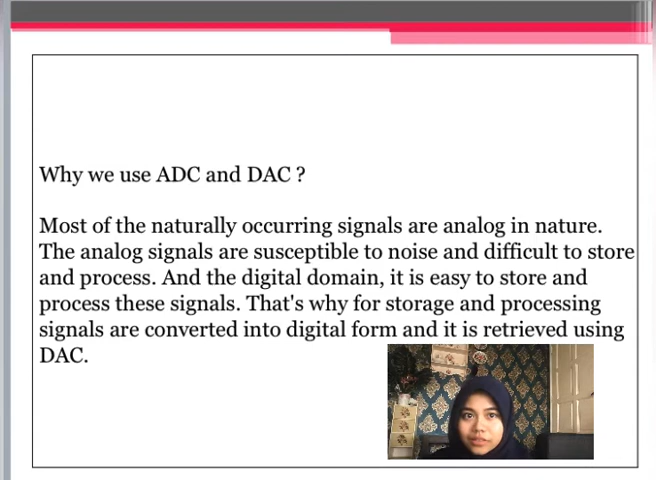 Why we use ADC and DAC ?
Most of the naturally occurring signals are analog in nature.
The analog signals are susceptible to noise and difficult to store
and process. And the digital domain, it is easy to store and
process these signals. That's why for storage and processing
signals are converted into digital form and it is retrieved using
DAC.